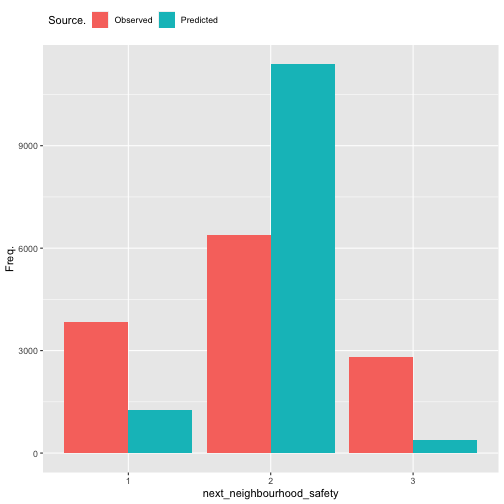 Source. Observed Predicted
Freq.
9000
6000
3000
0
1 2 3
next_neighbourhood_safety